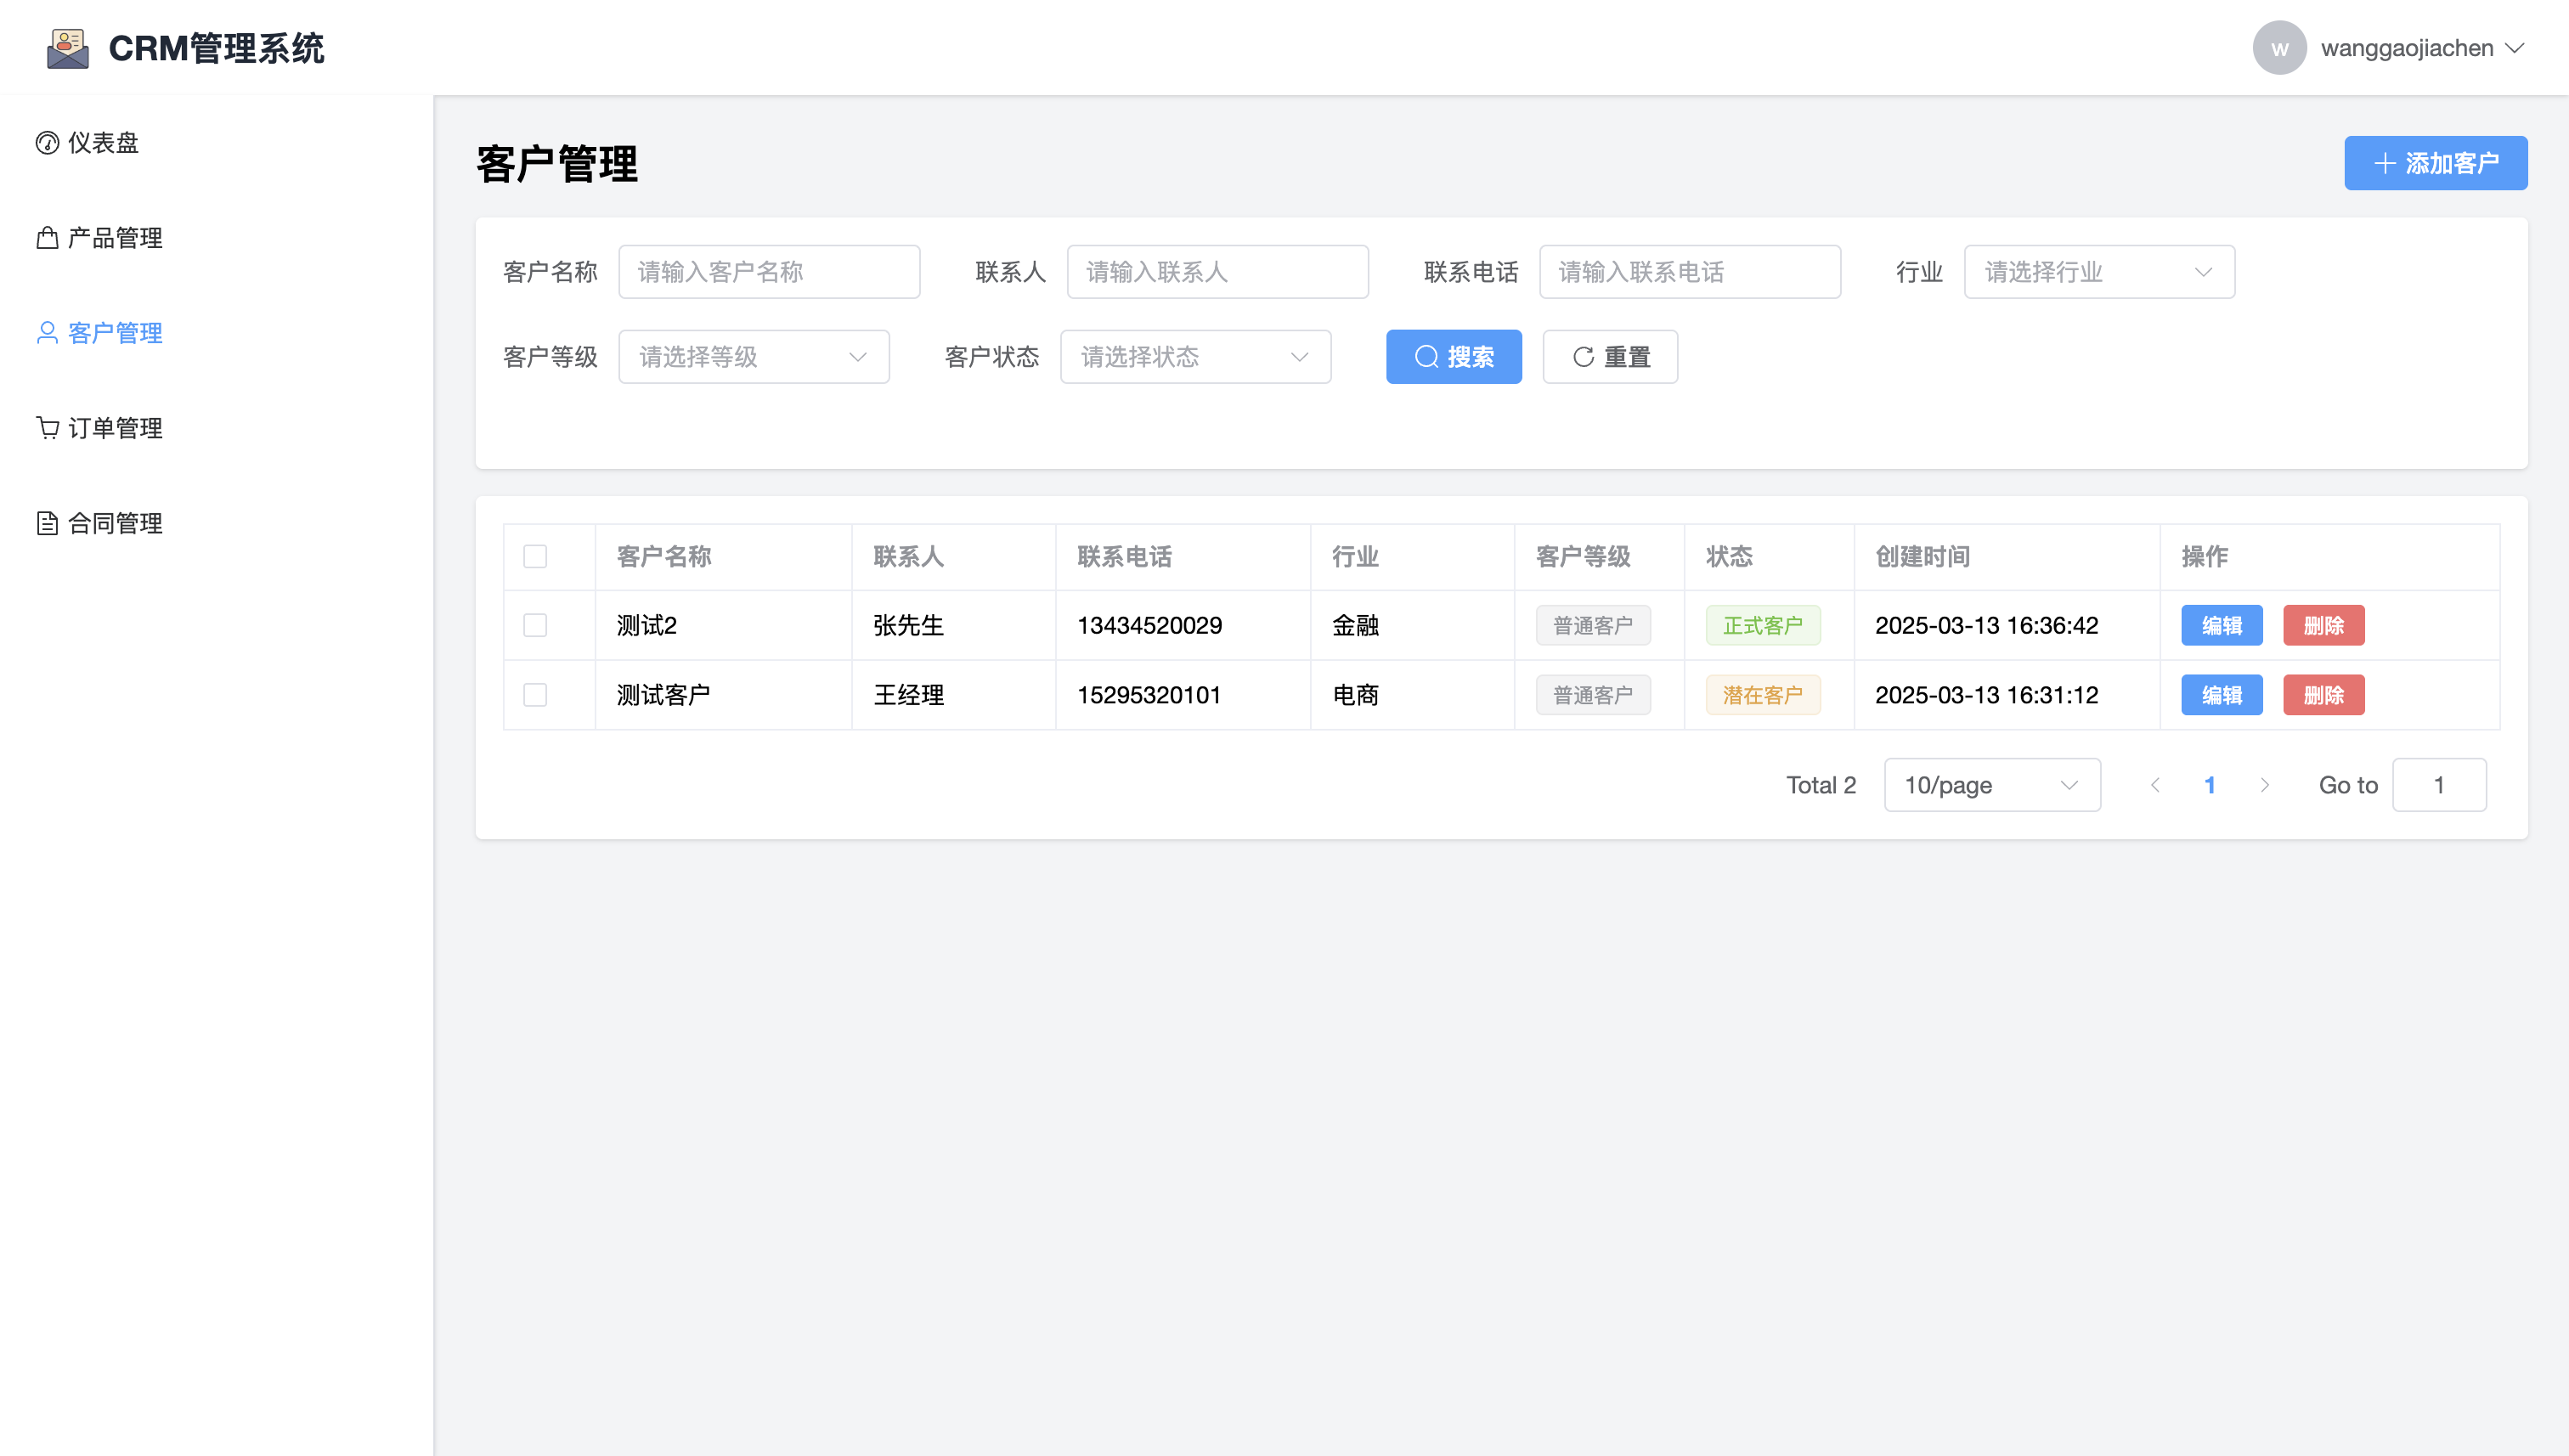 CRM管理系统
w wanggaojiachen
仪表盘
产品管理
客户管理
订单管理
合同管理
客户管理
添加客户
客户名称 请输入客户名称 联系人 请输入联系人 联系电话 请输入联系电话 行业 请选择行业
客户等级 请选择等级 客户状态 请选择状态 搜索 重置
客户名称 联系人 联系电话 行业 客户等级 状态 创建时间 操作
测试2 张先生 13434520029 金融 普通客户 正式客户 2025-03-13 16:36:42 编辑 删除
测试客户 王经理 15295320101 电商 普通客户 潜在客户 2025-03-13 16:31:12 编辑 删除
Total 2 10/page 1 Go to 1